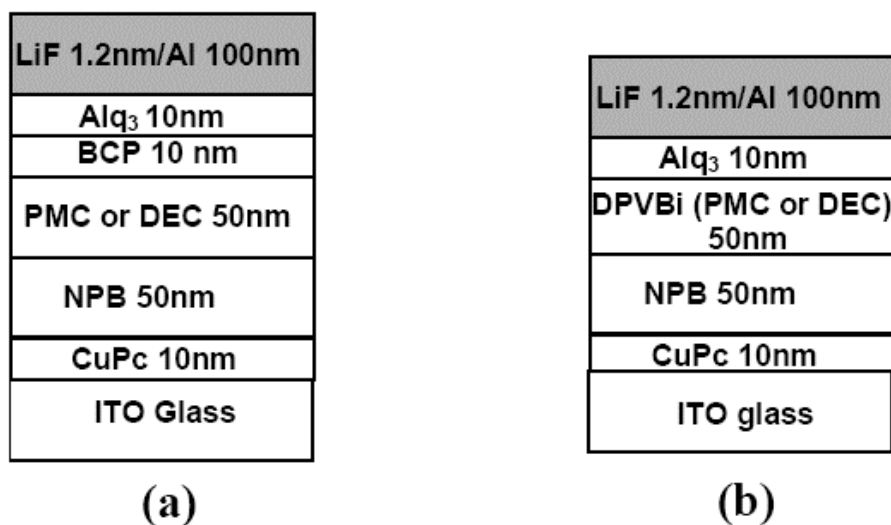 LiF 1.2nm/Al 100nm
Alq₃ 10nm
BCP 10 nm
PMC or DEC 50nm
NPB 50nm
CuPc 10nm
ITO Glass
(a)
LiF 1.2nm/Al 100nm
Alq₃ 10nm
DPVBi (PMC or DEC)
50nm
NPB 50nm
CuPc 10nm
ITO glass
(b)